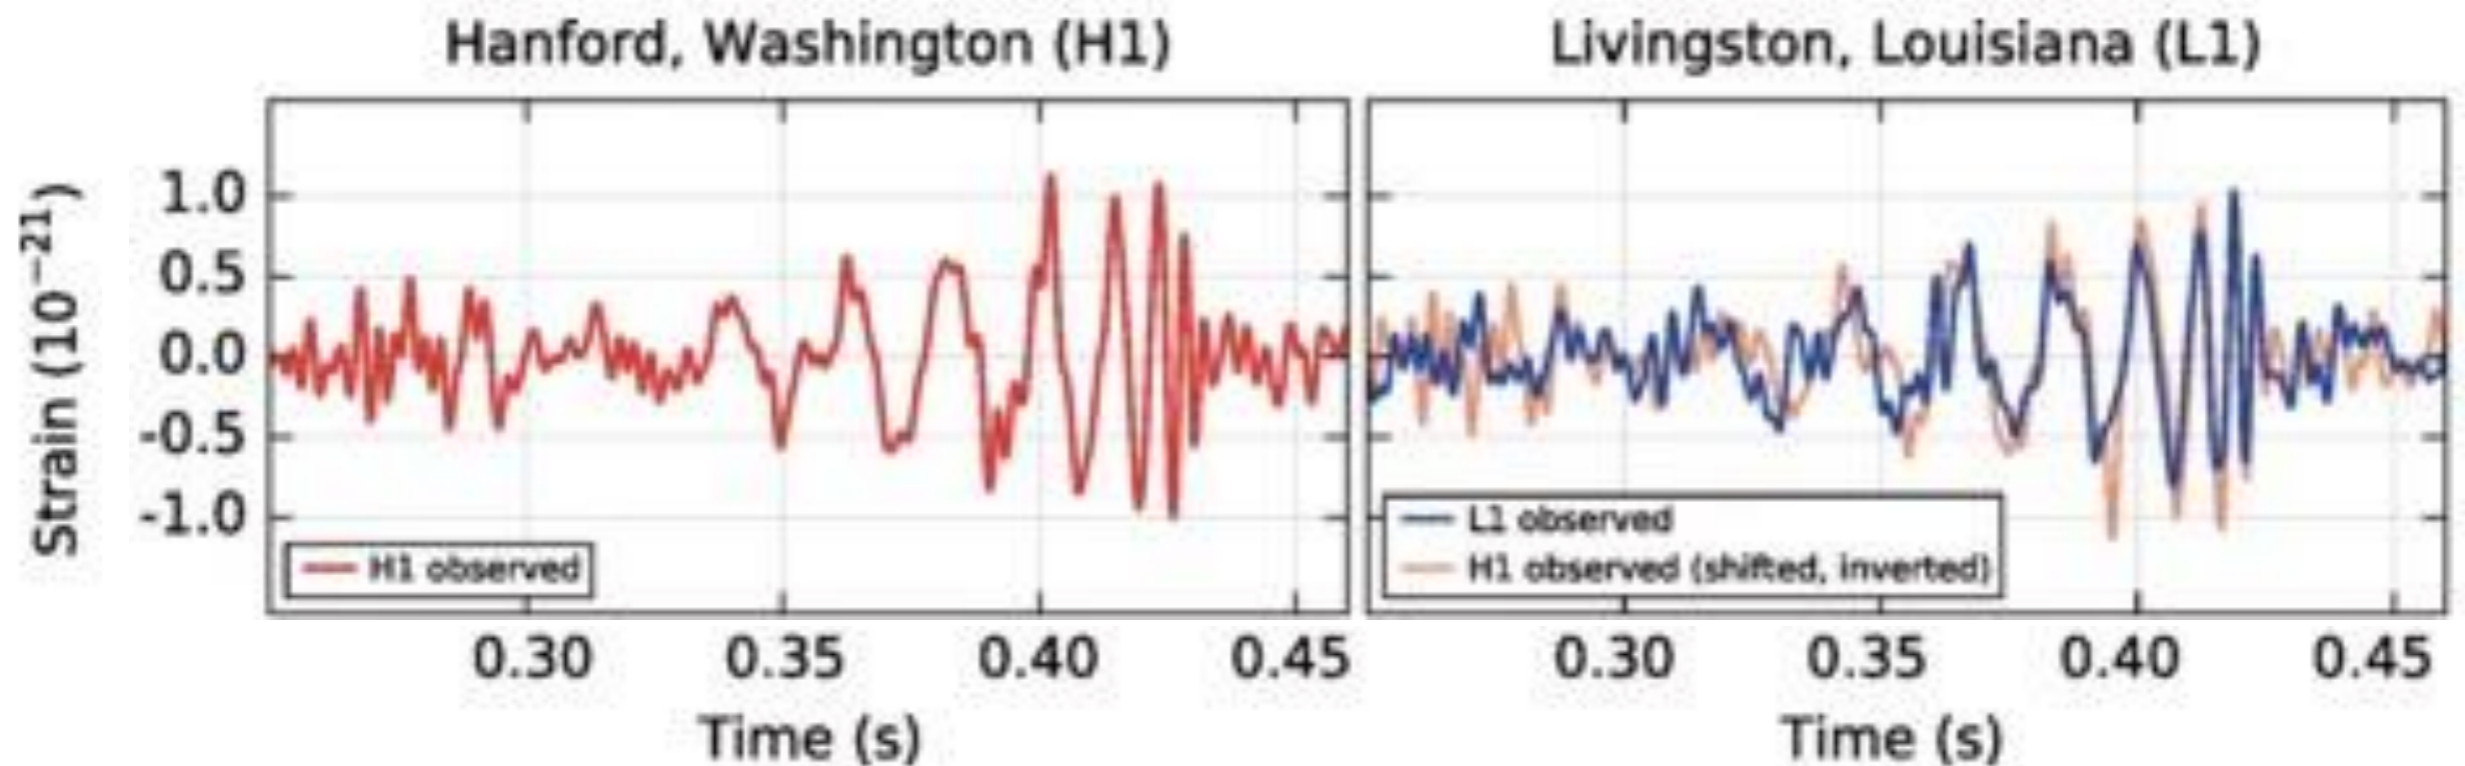 Hanford, Washington (H1)
Livingston, Louisiana (L1)
Strain (10⁻²¹)
1.0
0.5
0.0
-0.5
-1.0
H1 observed
L1 observed
H1 observed (shifted, inverted)
0.30 0.35 0.40 0.45
0.30 0.35 0.40 0.45
Time (s)
Time (s)